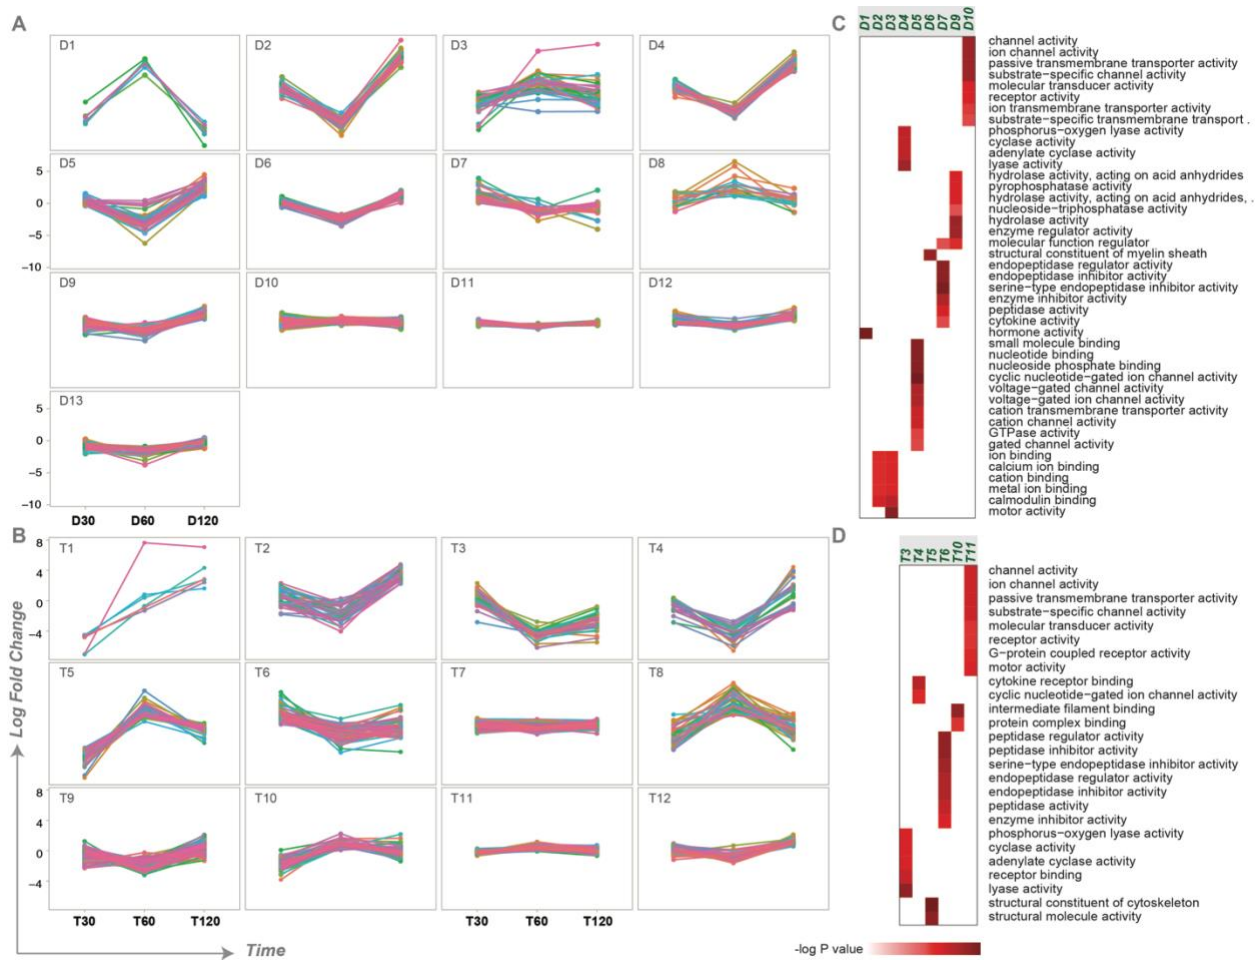 A
D1
D2
D3
D4
5
0
−5
−10
D5
D6
D7
D8
D9
D10
D11
D12
5
0
−5
−10
D13
D30
D60
D120
B
8
4
0
−4
T1
T2
T3
T4
T5
T6
T7
T8
8
4
0
−4
T9
T10
T11
T12
T30
T60
T120
T30
T60
T120
Log Fold Change
Time
C
D1
D2
D3
D4
D5
D6
D7
D9
D10
channel activity
ion channel activity
passive transmembrane transporter activity
substrate−specific channel activity
molecular transducer activity
receptor activity
ion transmembrane transporter activity
substrate−specific transmembrane transport .
phosphorus−oxygen lyase activity
cyclase activity
adenylate cyclase activity
lyase activity
hydrolase activity, acting on acid anhydrides
pyrophosphatase activity
hydrolase activity, acting on acid anhydrides, .
nucleoside−triphosphatase activity
hydrolase activity
enzyme regulator activity
molecular function regulator
structural constituent of myelin sheath
endopeptidase regulator activity
endopeptidase inhibitor activity
serine−type endopeptidase inhibitor activity
enzyme inhibitor activity
peptidase activity
cytokine activity
hormone activity
small molecule binding
nucleotide binding
nucleoside phosphate binding
cyclic nucleotide−gated ion channel activity
voltage−gated channel activity
voltage−gated ion channel activity
cation transmembrane transporter activity
cation channel activity
GTPase activity
gated channel activity
ion binding
calcium ion binding
cation binding
metal ion binding
calmodulin binding
motor activity
D
T3
T4
T5
T6
T10
T11
channel activity
ion channel activity
passive transmembrane transporter activity
substrate−specific channel activity
molecular transducer activity
receptor activity
G−protein coupled receptor activity
motor activity
cytokine receptor binding
cyclic nucleotide−gated ion channel activity
intermediate filament binding
protein complex binding
peptidase regulator activity
peptidase inhibitor activity
serine−type endopeptidase inhibitor activity
endopeptidase regulator activity
endopeptidase inhibitor activity
peptidase activity
enzyme inhibitor activity
phosphorus−oxygen lyase activity
cyclase activity
adenylate cyclase activity
receptor binding
lyase activity
structural constituent of cytoskeleton
structural molecule activity
-log P value